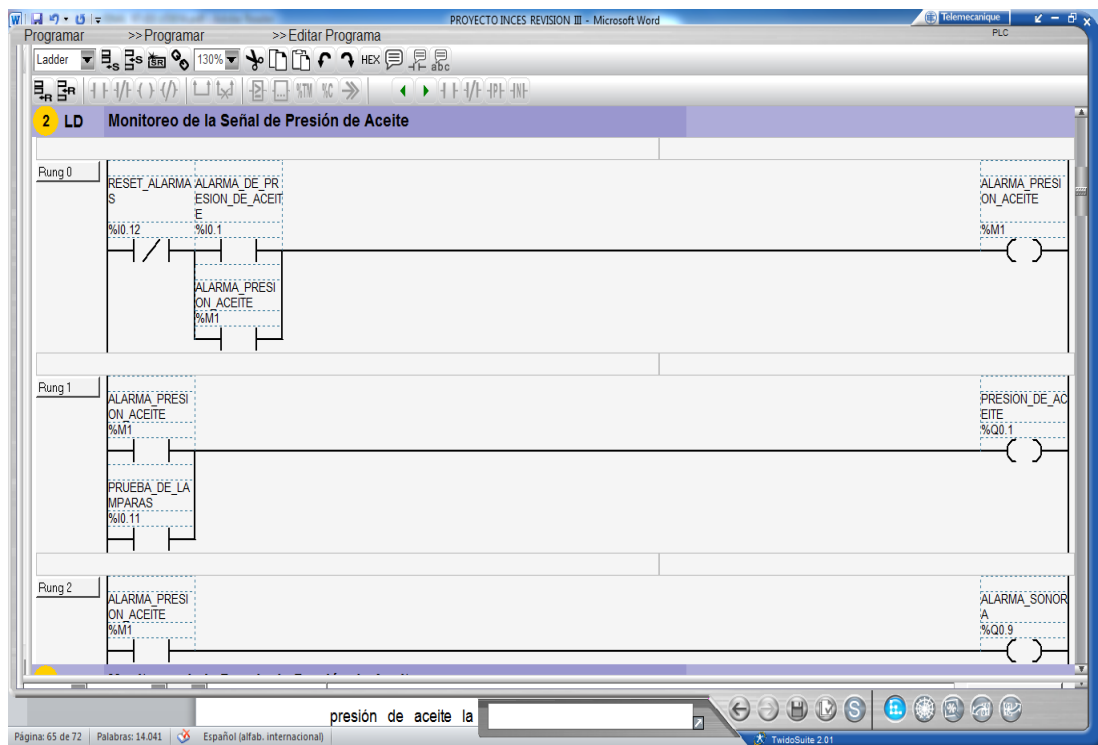 PROYECTO INCES REVISION III - Microsoft Word
Telemecanique
Programar >> Programar >> Editar Programa
PLC
Ladder 130% HEX abc
%TM %C
2 LD Monitoreo de la Señal de Presión de Aceite
Rung 0
RESET_ALARMA
S
%I0.12
ALARMA_DE_PR
ESION_DE_ACEIT
E
%I0.1
ALARMA_PRESI
ON_ACEITE
%M1
ALARMA_PRESI
ON_ACEITE
%M1
Rung 1
ALARMA_PRESI
ON_ACEITE
%M1
PRESION_DE_AC
EITE
%Q0.1
PRUEBA_DE_LA
MPARAS
%I0.11
Rung 2
ALARMA_PRESI
ON_ACEITE
%M1
ALARMA_SONOR
A
%Q0.9
presión de aceite la
Página: 65 de 72 Palabras: 14.041 Español (alfab. internacional)
TwidoSuite 2.01